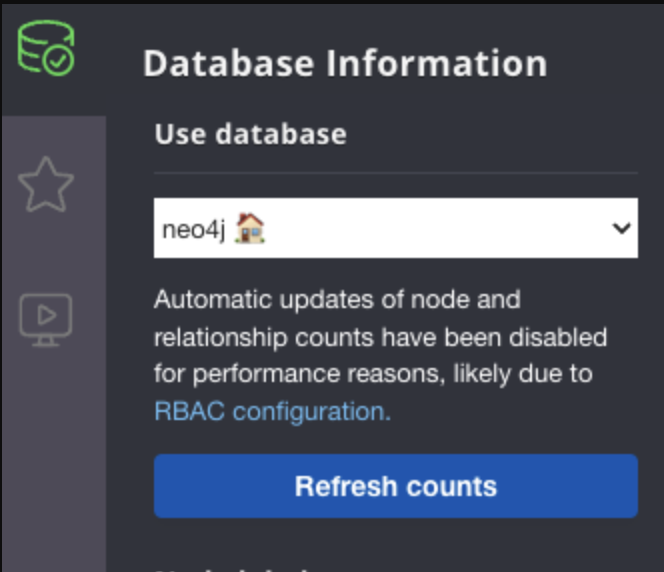 Database Information
Use database
neo4j 🏠
Automatic updates of node and
relationship counts have been disabled
for performance reasons, likely due to
RBAC configuration.
Refresh counts